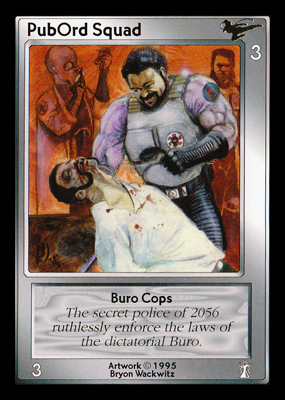 PubOrd Squad
3
Buro Cops
The secret police of 2056
ruthlessly enforce the laws of
the dictatorial Buro.
3
Artwork © 1995
Bryon Wackwitz